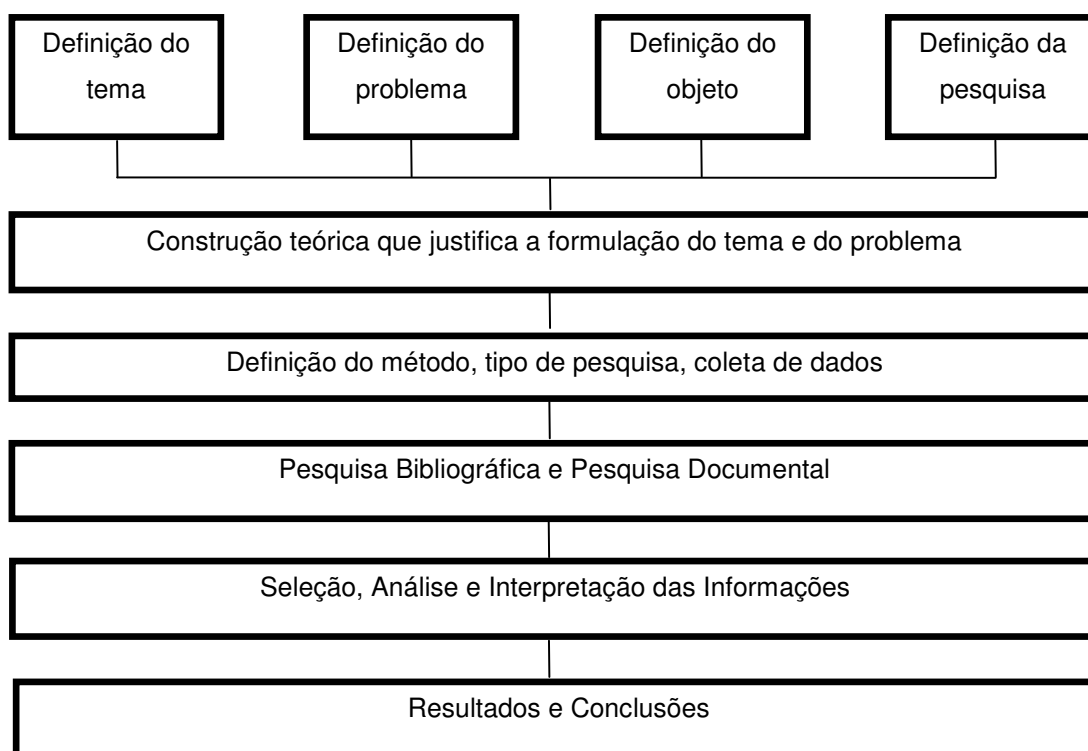 Definição do
tema
Definição do
problema
Definição do
objeto
Definição da
pesquisa
Construção teórica que justifica a formulação do tema e do problema
Definição do método, tipo de pesquisa, coleta de dados
Pesquisa Bibliográfica e Pesquisa Documental
Seleção, Análise e Interpretação das Informações
Resultados e Conclusões